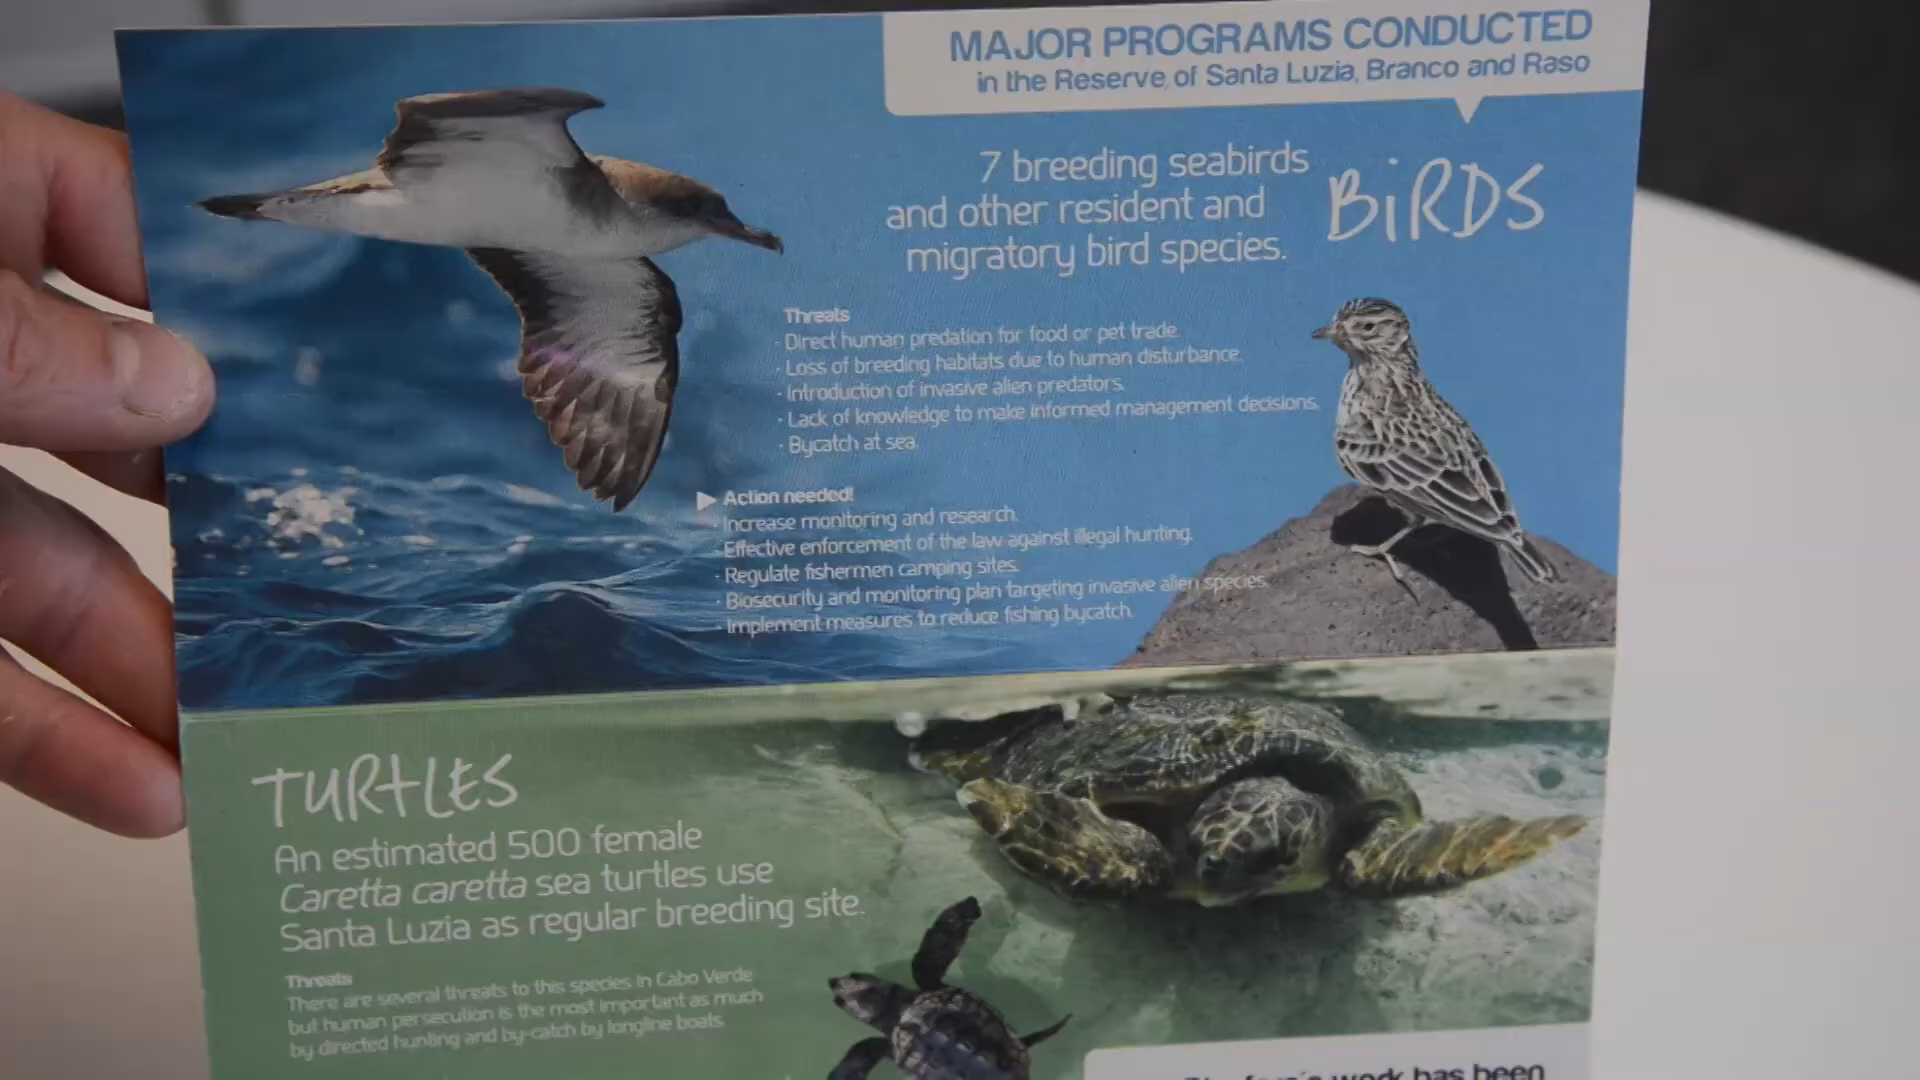 MAJOR PROGRAMS CONDUCTED
in the Reserve of Santa Luzia, Branco and Raso
BiRDS
7 breeding seabirds
and other resident and
migratory bird species.
Threats
- Direct human predation for food or pet trade.
- Loss of breeding habitats due to human disturbance.
- Introduction of invasive alien predators.
- Lack of knowledge to make informed management decisions.
- Bycatch at sea.
Action needed!
- Increase monitoring and research.
- Effective enforcement of the law against illegal hunting.
- Regulate fishermen camping sites.
- Biosecurity and monitoring plan targeting invasive alien species.
- Implement measures to reduce fishing bycatch.
TURtLES
An estimated 500 female
Caretta caretta sea turtles use
Santa Luzia as regular breeding site.
Threats
There are several threats to this species in Cabo Verde
but human persecution is the most important as much
by directed hunting and by-catch by longline boats.
work has been